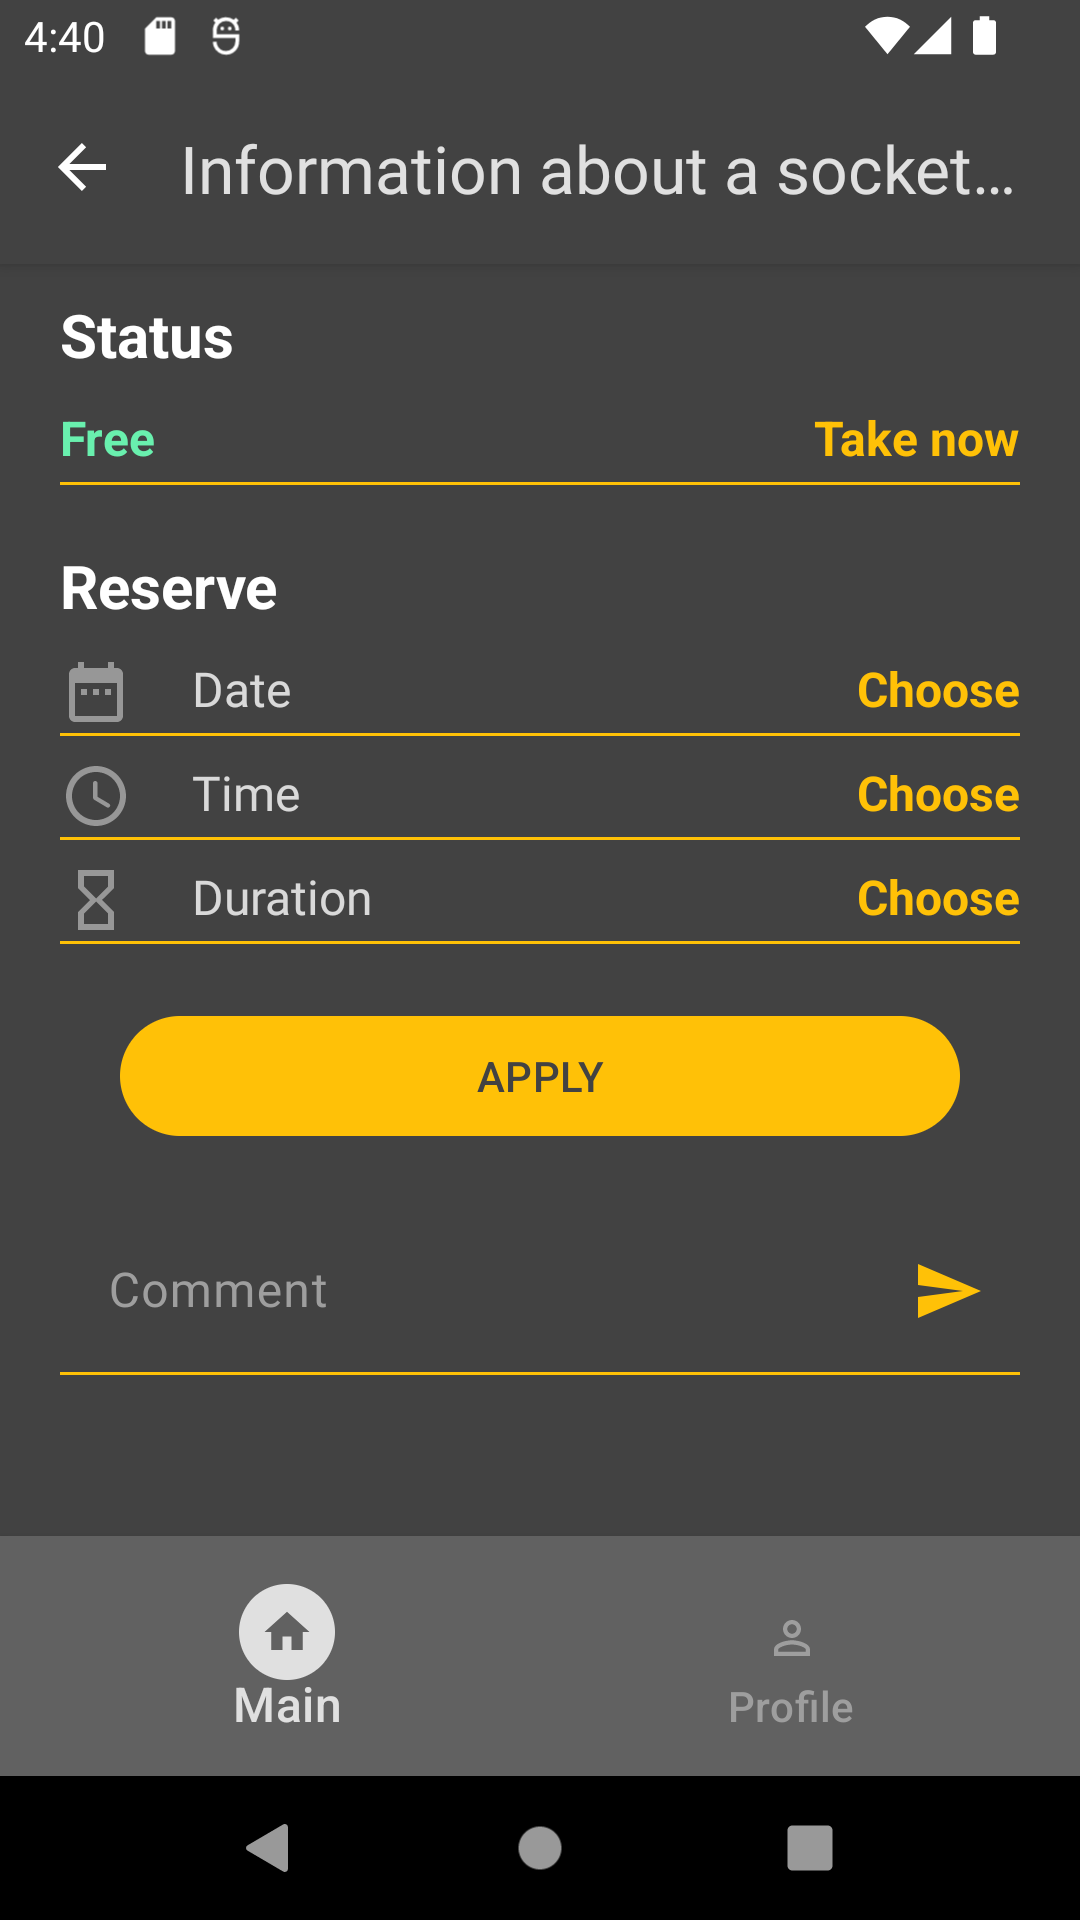 4:40
Information about a socket...
Status
Free Take now
Reserve
Date Choose
Time Choose
Duration Choose
APPLY
Comment
Main Profile